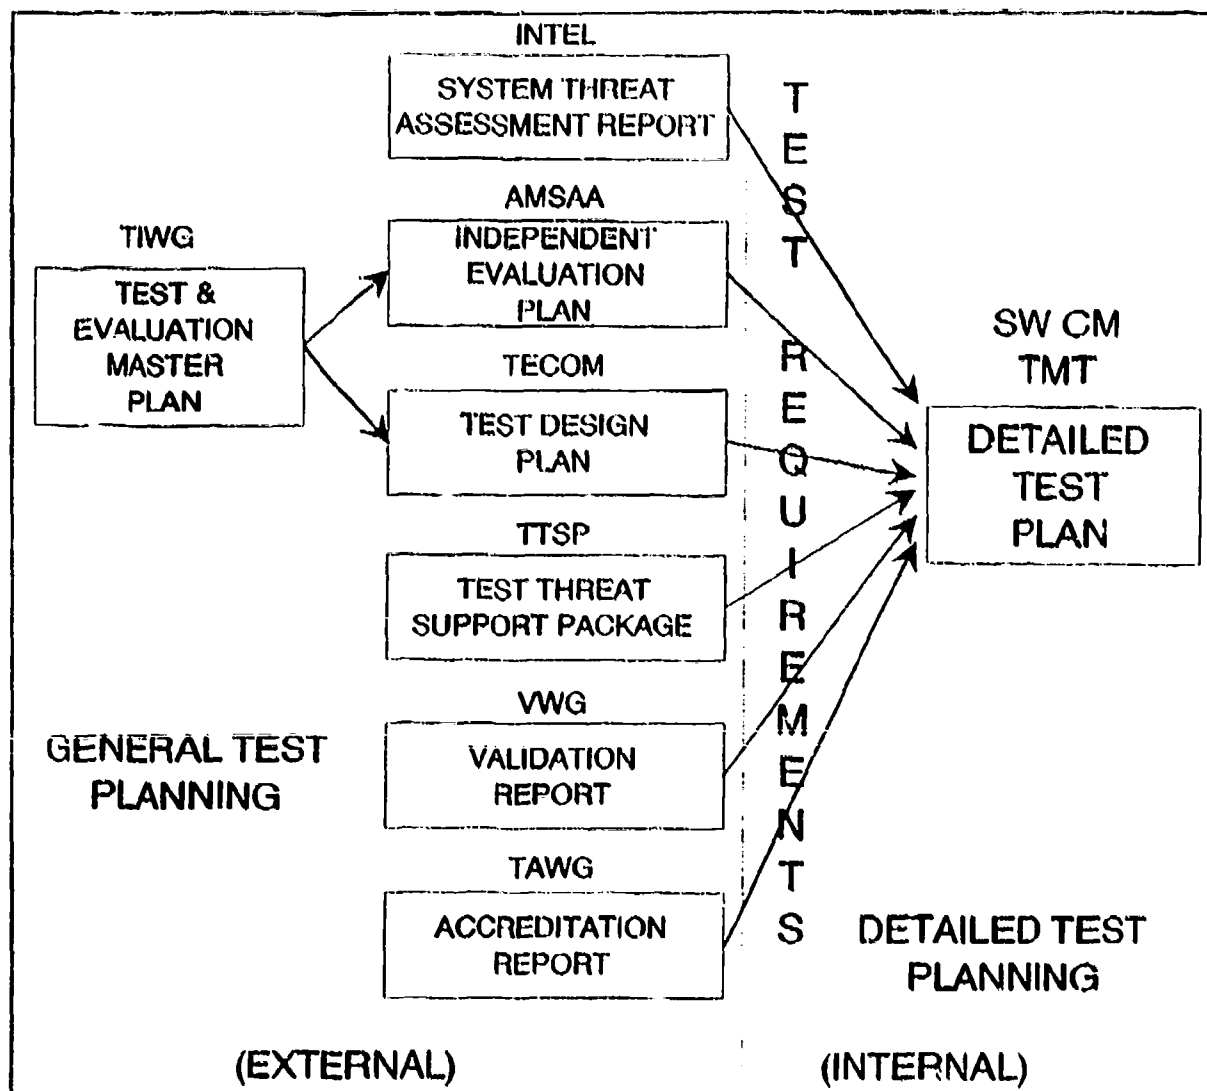 INTEL
SYSTEM THREAT
ASSESSMENT REPORT
AMSAA
INDEPENDENT
EVALUATION
PLAN
TIWG
TEST &
EVALUATION
MASTER
PLAN
TECOM
TEST DESIGN
PLAN
TTSP
TEST THREAT
SUPPORT PACKAGE
VWG
VALIDATION
REPORT
TAWG
ACCREDITATION
REPORT
GENERAL TEST
PLANNING
(EXTERNAL)
TEST REQUIREMENTS
SW CM
TMT
DETAILED
TEST
PLAN
DETAILED TEST
PLANNING
(INTERNAL)